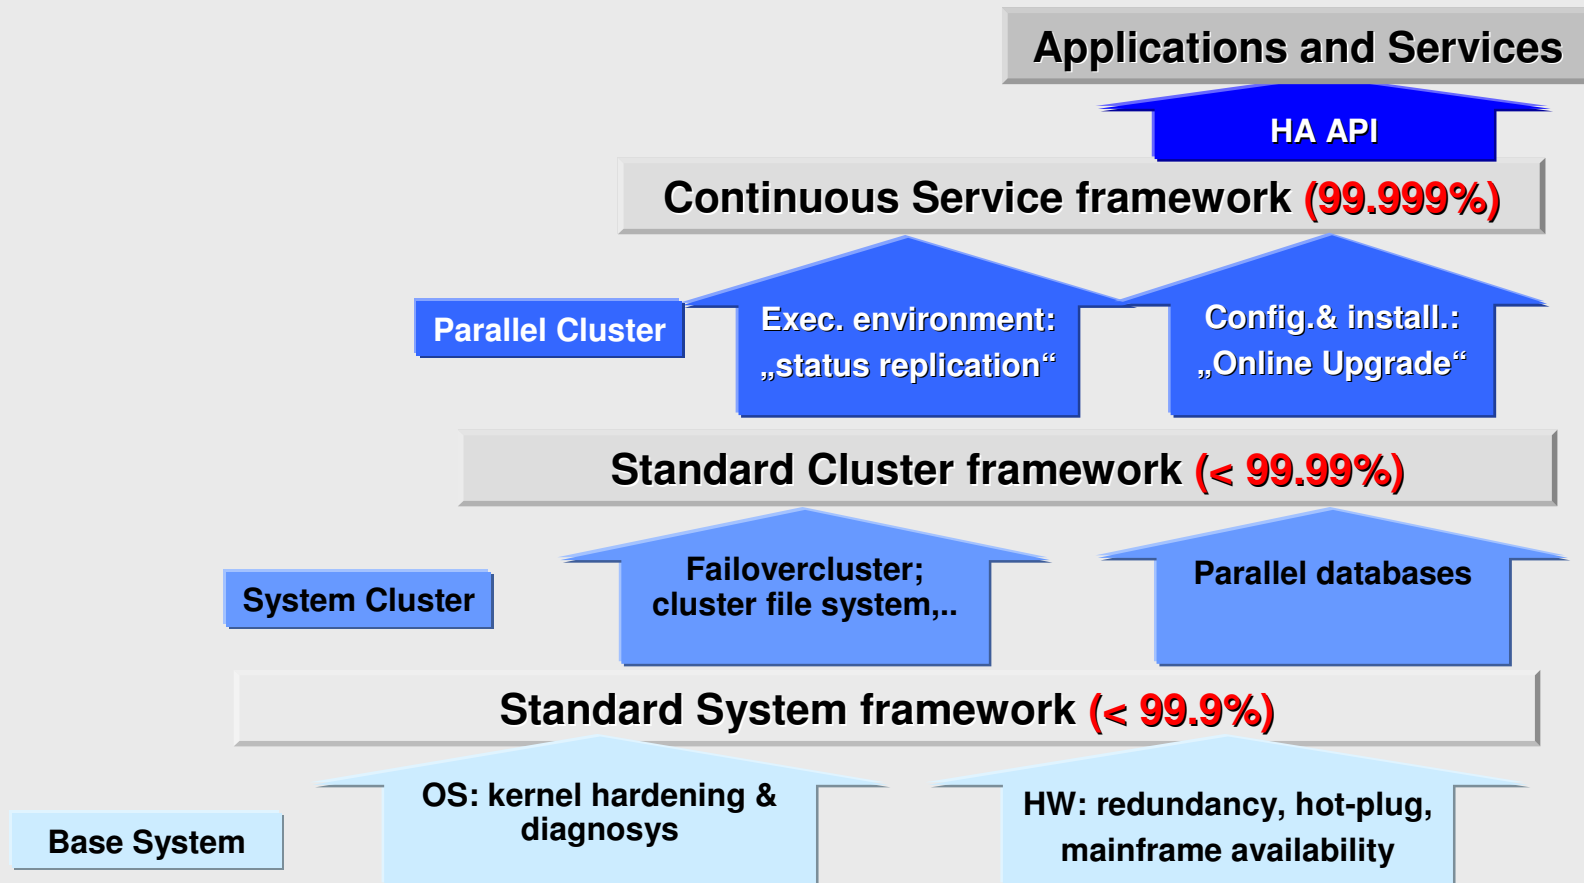 Applications and Services
HA API
Continuous Service framework (99.999%)
Parallel Cluster
Exec. environment:
„status replication“
Config.& install.:
„Online Upgrade“
Standard Cluster framework (< 99.99%)
System Cluster
Failovercluster;
cluster file system,..
Parallel databases
Standard System framework (< 99.9%)
Base System
OS: kernel hardening &
diagnosys
HW: redundancy, hot-plug,
mainframe availability